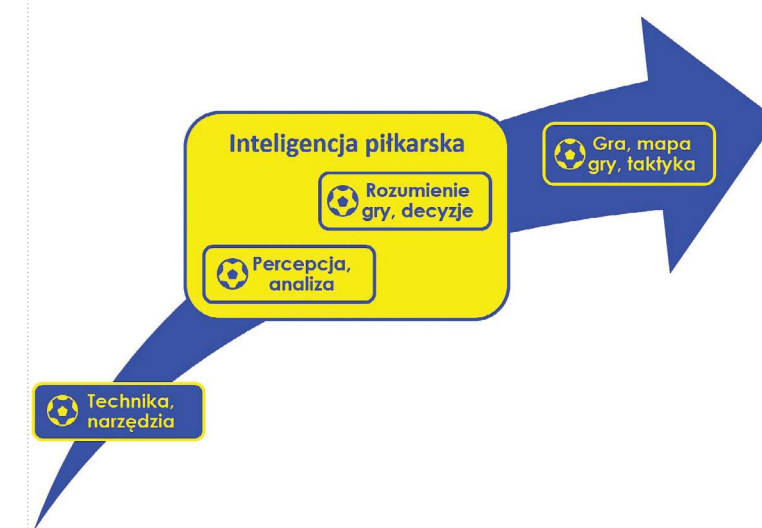 Inteligencja piłkarska
Gra, mapa
gry, taktyka
Rozumienie
gry, decyzje
Percepcja,
analiza
Technika,
narzędzia